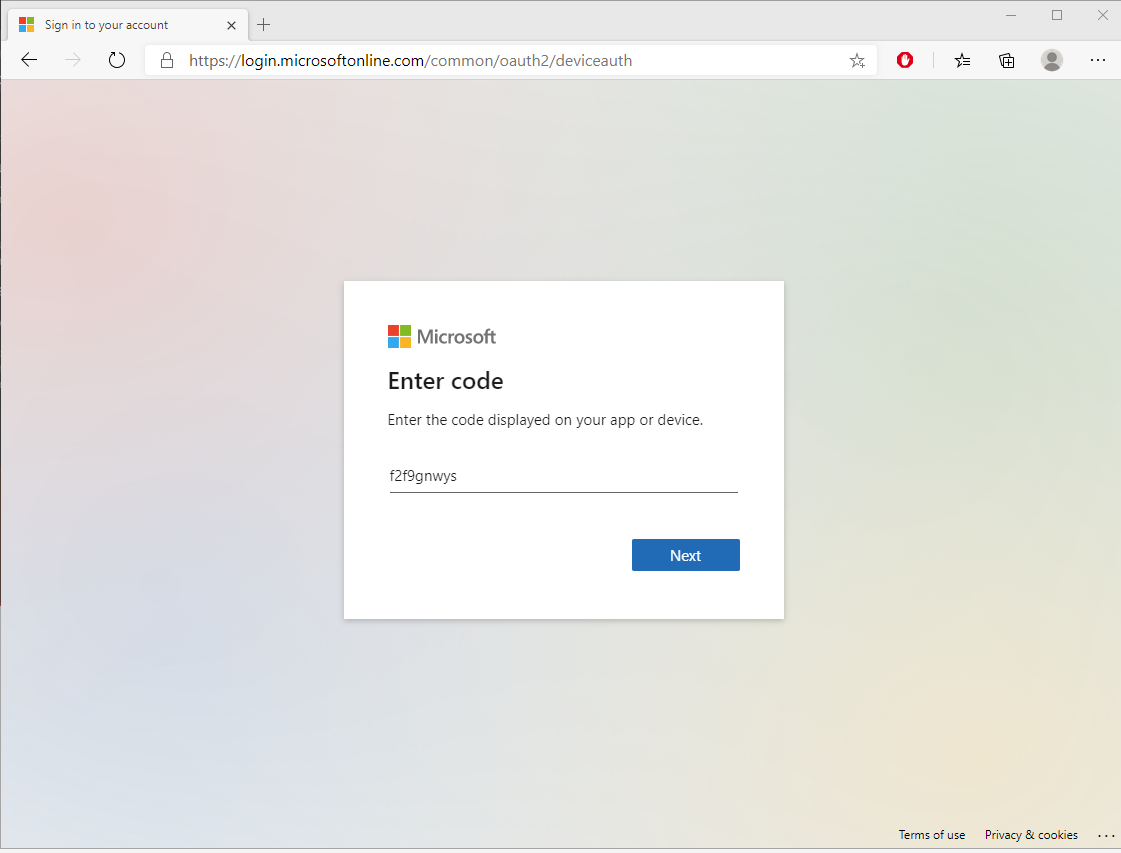 Sign in to your account
https://login.microsoftonline.com/common/oauth2/deviceauth
Microsoft
Enter code
Enter the code displayed on your app or device.
f2f9gnwys
Next
Terms of use Privacy & cookies ...